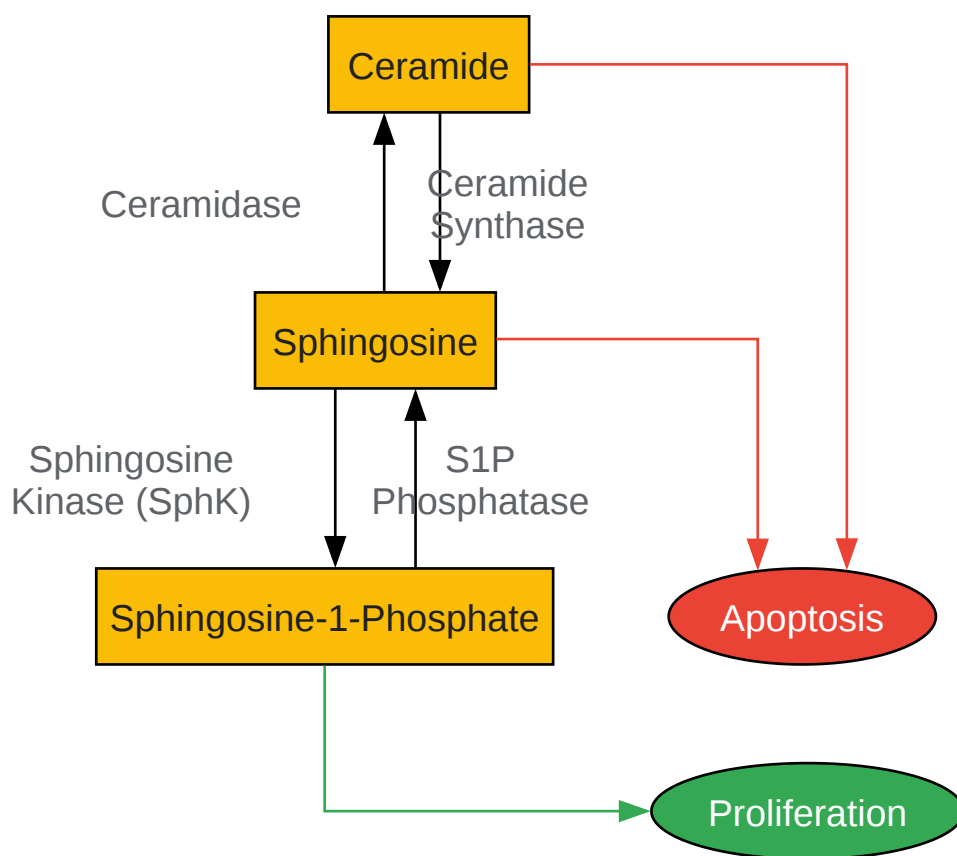 Ceramide
Ceramidase
Ceramide
Synthase
Sphingosine
Sphingosine
Kinase (SphK)
S1P
Phosphatase
Sphingosine-1-Phosphate
Apoptosis
Proliferation